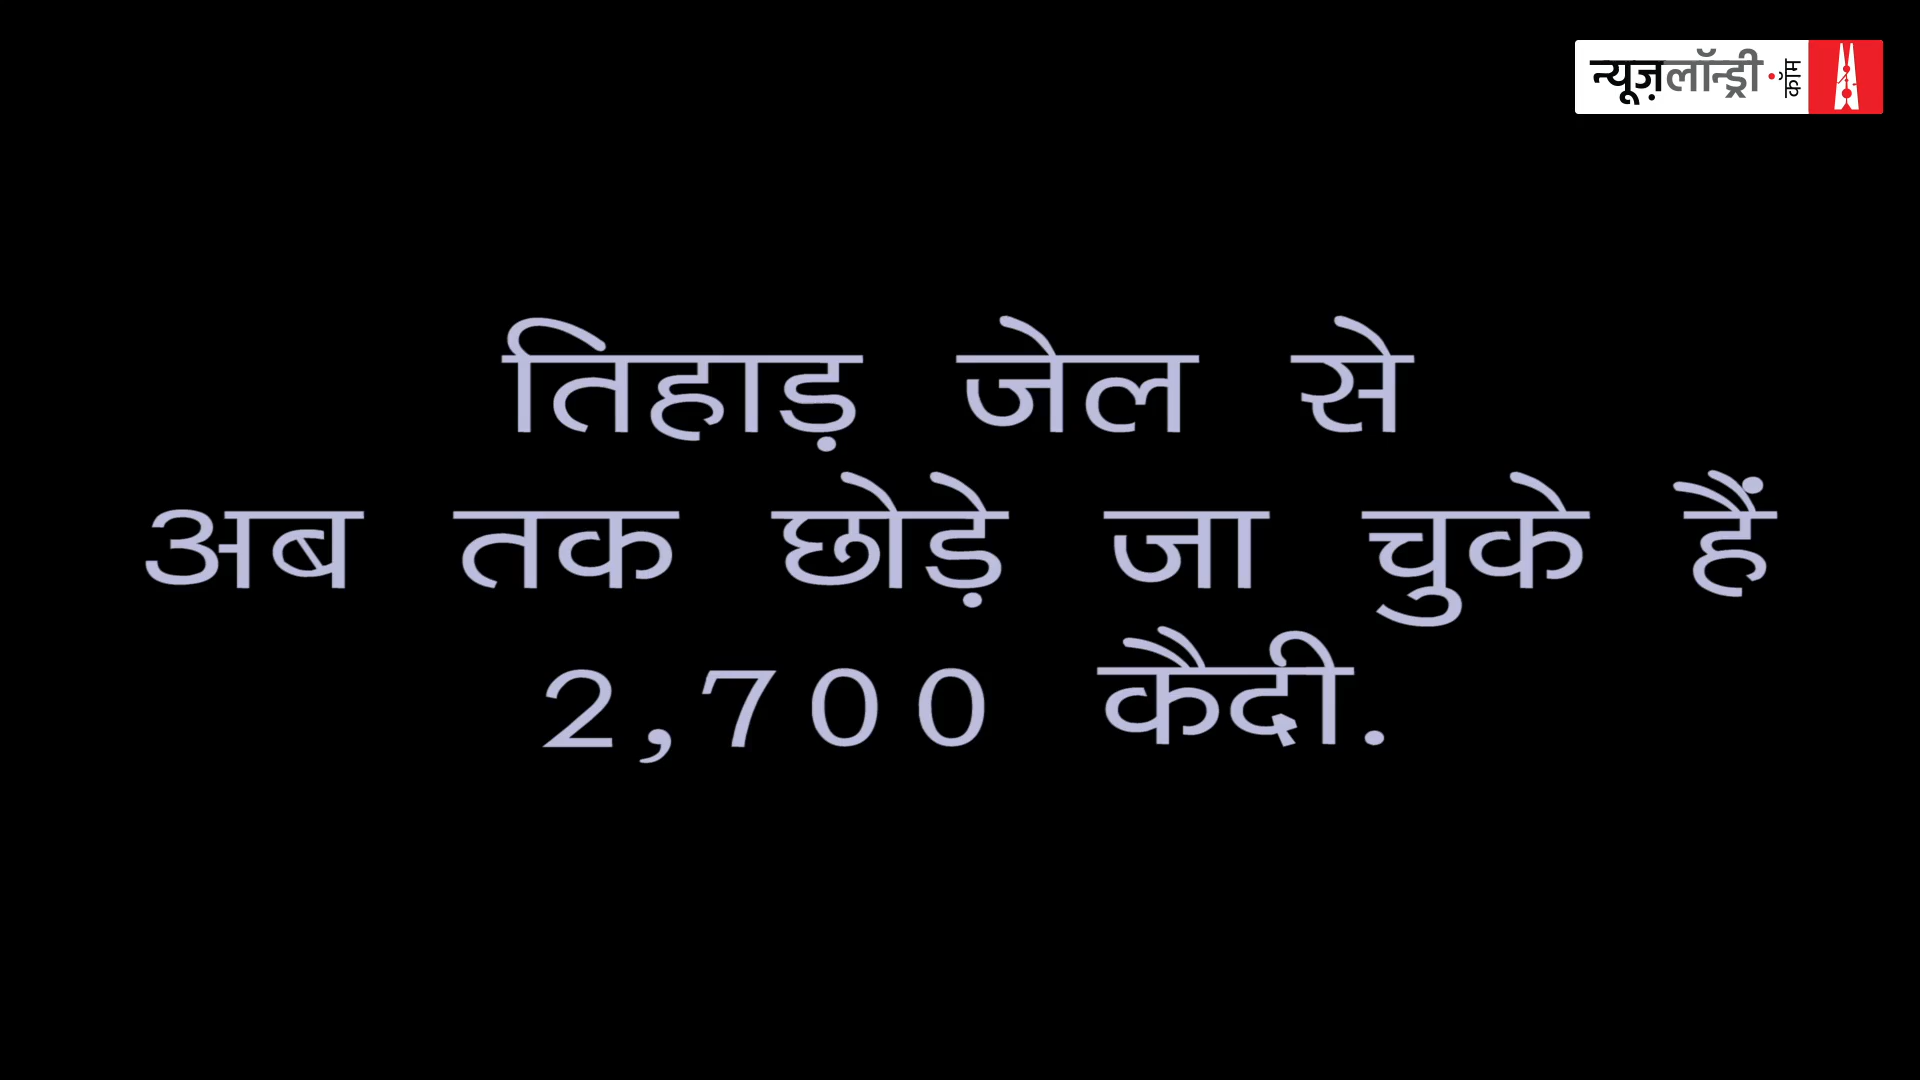 न्यूज़लॉन्ड्री.कॉम
तिहाड़ जेल से
अब तक छोड़े जा चुके हैं
2,700 कैदी.